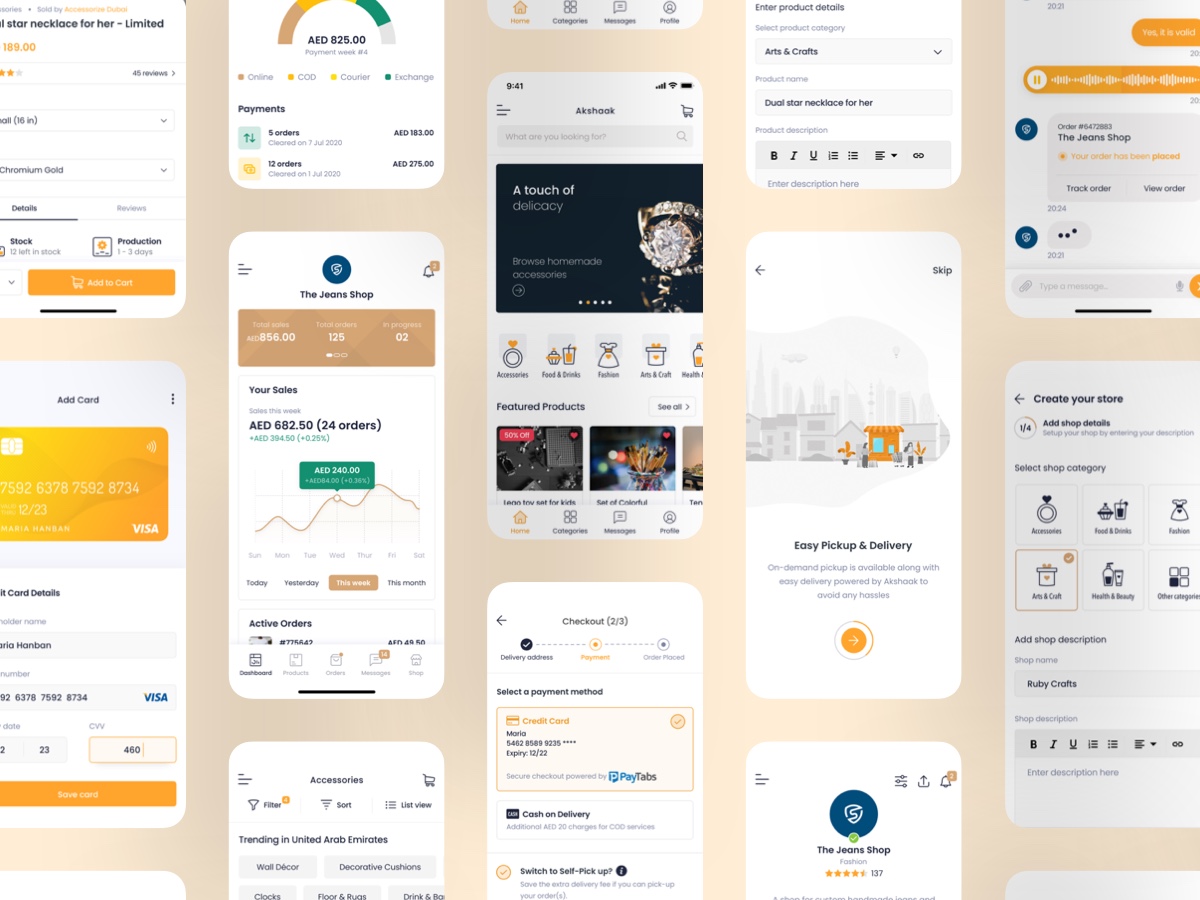 Sold by Accessorize Dubai
star necklace for her - Limited
189.00
45 reviews
(16 in)
Chromium Gold
Details
Reviews
Stock
12 left in stock
Production
1 - 3 days
Add to Cart
Add Card
7592 6378 7592 8734
12/23
MARIA HANBAN
VISA
Card Details
name
Hanban
number
6378 7592 8734
VISA
date
CVV
23
460
Save card
AED 825.00
Payment week #4
Online
COD
Courier
Exchange
Payments
5 orders
AED 183.00
Cleared on 7 Jul 2020
12 orders
AED 275.00
Cleared on 1 Jul 2020
2
The Jeans Shop
Total sales
Total orders
In progress
AED856.00
125
02
Your Sales
Sales this week
AED 682.50 (24 orders)
+AED 394.50 (+0.25%)
AED 240.00
+AED84.00 (+0.36%)
Sun
Mon
Tue
Wed
Thur
Fri
Sat
Today
Yesterday
This week
This month
Active Orders
#775642
AED 49.50
14
Dashboard
Products
Orders
Messages
Shop
Accessories
Filter
4
Sort
List view
Trending in United Arab Emirates
Wall Décor
Decorative Cushions
Clocks
Floor & Rugs
Drink &
Home
Categories
Messages
Profile
9:41
Akshaak
What are you looking for?
A touch of
delicacy
Browse homemade
accessories
Accessories
Food & Drinks
Fashion
Arts & Craft
Health &
Featured Products
See all
50% Off
Lego toy set for kids
Set of Colorful
Home
Categories
Messages
Profile
Checkout (2/3)
Delivery address
Payment
Order Placed
Select a payment method
Credit Card
Maria
5462 8589 9235 ****
Expiry: 12/22
Secure checkout powered by PayTabs
CASH
Cash on Delivery
Additional AED 20 charges for COD services
Switch to Self-Pick up?
Save the extra delivery fee if you can pick-up
your order(s).
Enter product details
Select product category
Arts & Crafts
Product name
Dual star necklace for her
Product description
B I U
Enter description here
Skip
Easy Pickup & Delivery
On-demand pickup is available along with
easy delivery powered by Akshaak to
avoid any hassles
2
The Jeans Shop
Fashion
137
A shop for custom handmade jeans and
20:21
Yes, it is valid
Order #6472883
The Jeans Shop
Your order has been placed
Track order
View order
20:24
20:21
Type a message...
Create your store
1/4
Add shop details
Setup your shop by entering your description
Select shop category
Accessories
Food & Drinks
Fashion
Arts & Craft
Health & Beauty
Other categories
Add shop description
Shop name
Ruby Crafts
Shop description
B I U
Enter description here